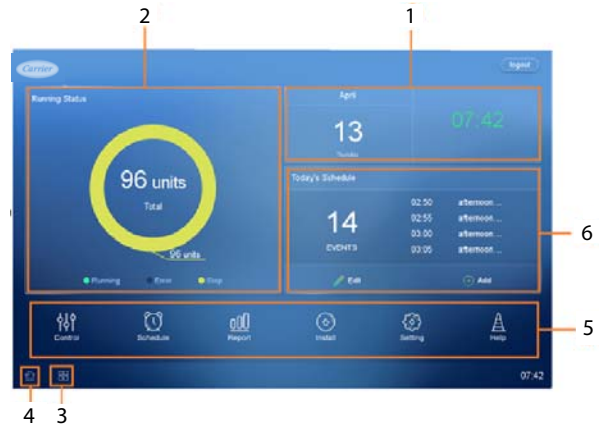 2
1
Carrier
logout
Running Status
April
13
07:42
96 units
Total
96 units
Running Error Stop
Today's Schedule
14
EVENTS
02:50 afternoon...
02:55 afternoon...
03:00 afternoon...
03:05 afternoon...
Edit Add
6
Control Schedule Report Install Setting Help
5
07:42
4 3